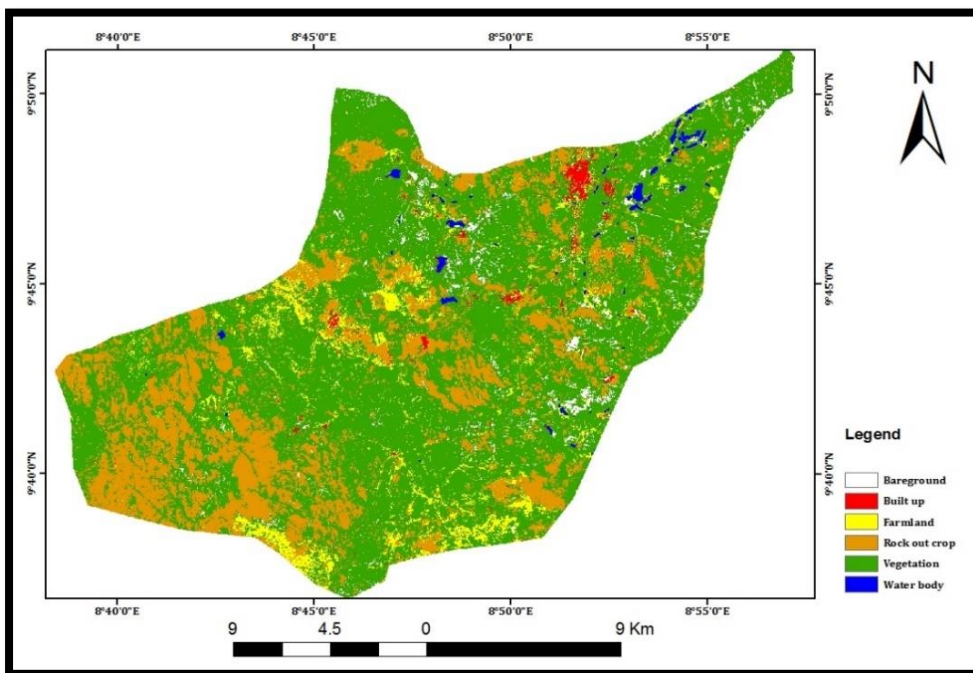 8°40'0"E 8°45'0"E 8°50'0"E 8°55'0"E
N
9°50'0"N 9°50'0"N
9°45'0"N 9°45'0"N
9°40'0"N 9°40'0"N
Legend
Bareground
Built up
Farmland
Rock out crop
Vegetation
Water body
8°40'0"E 8°45'0"E 8°50'0"E 8°55'0"E
9 4.5 0 9 Km